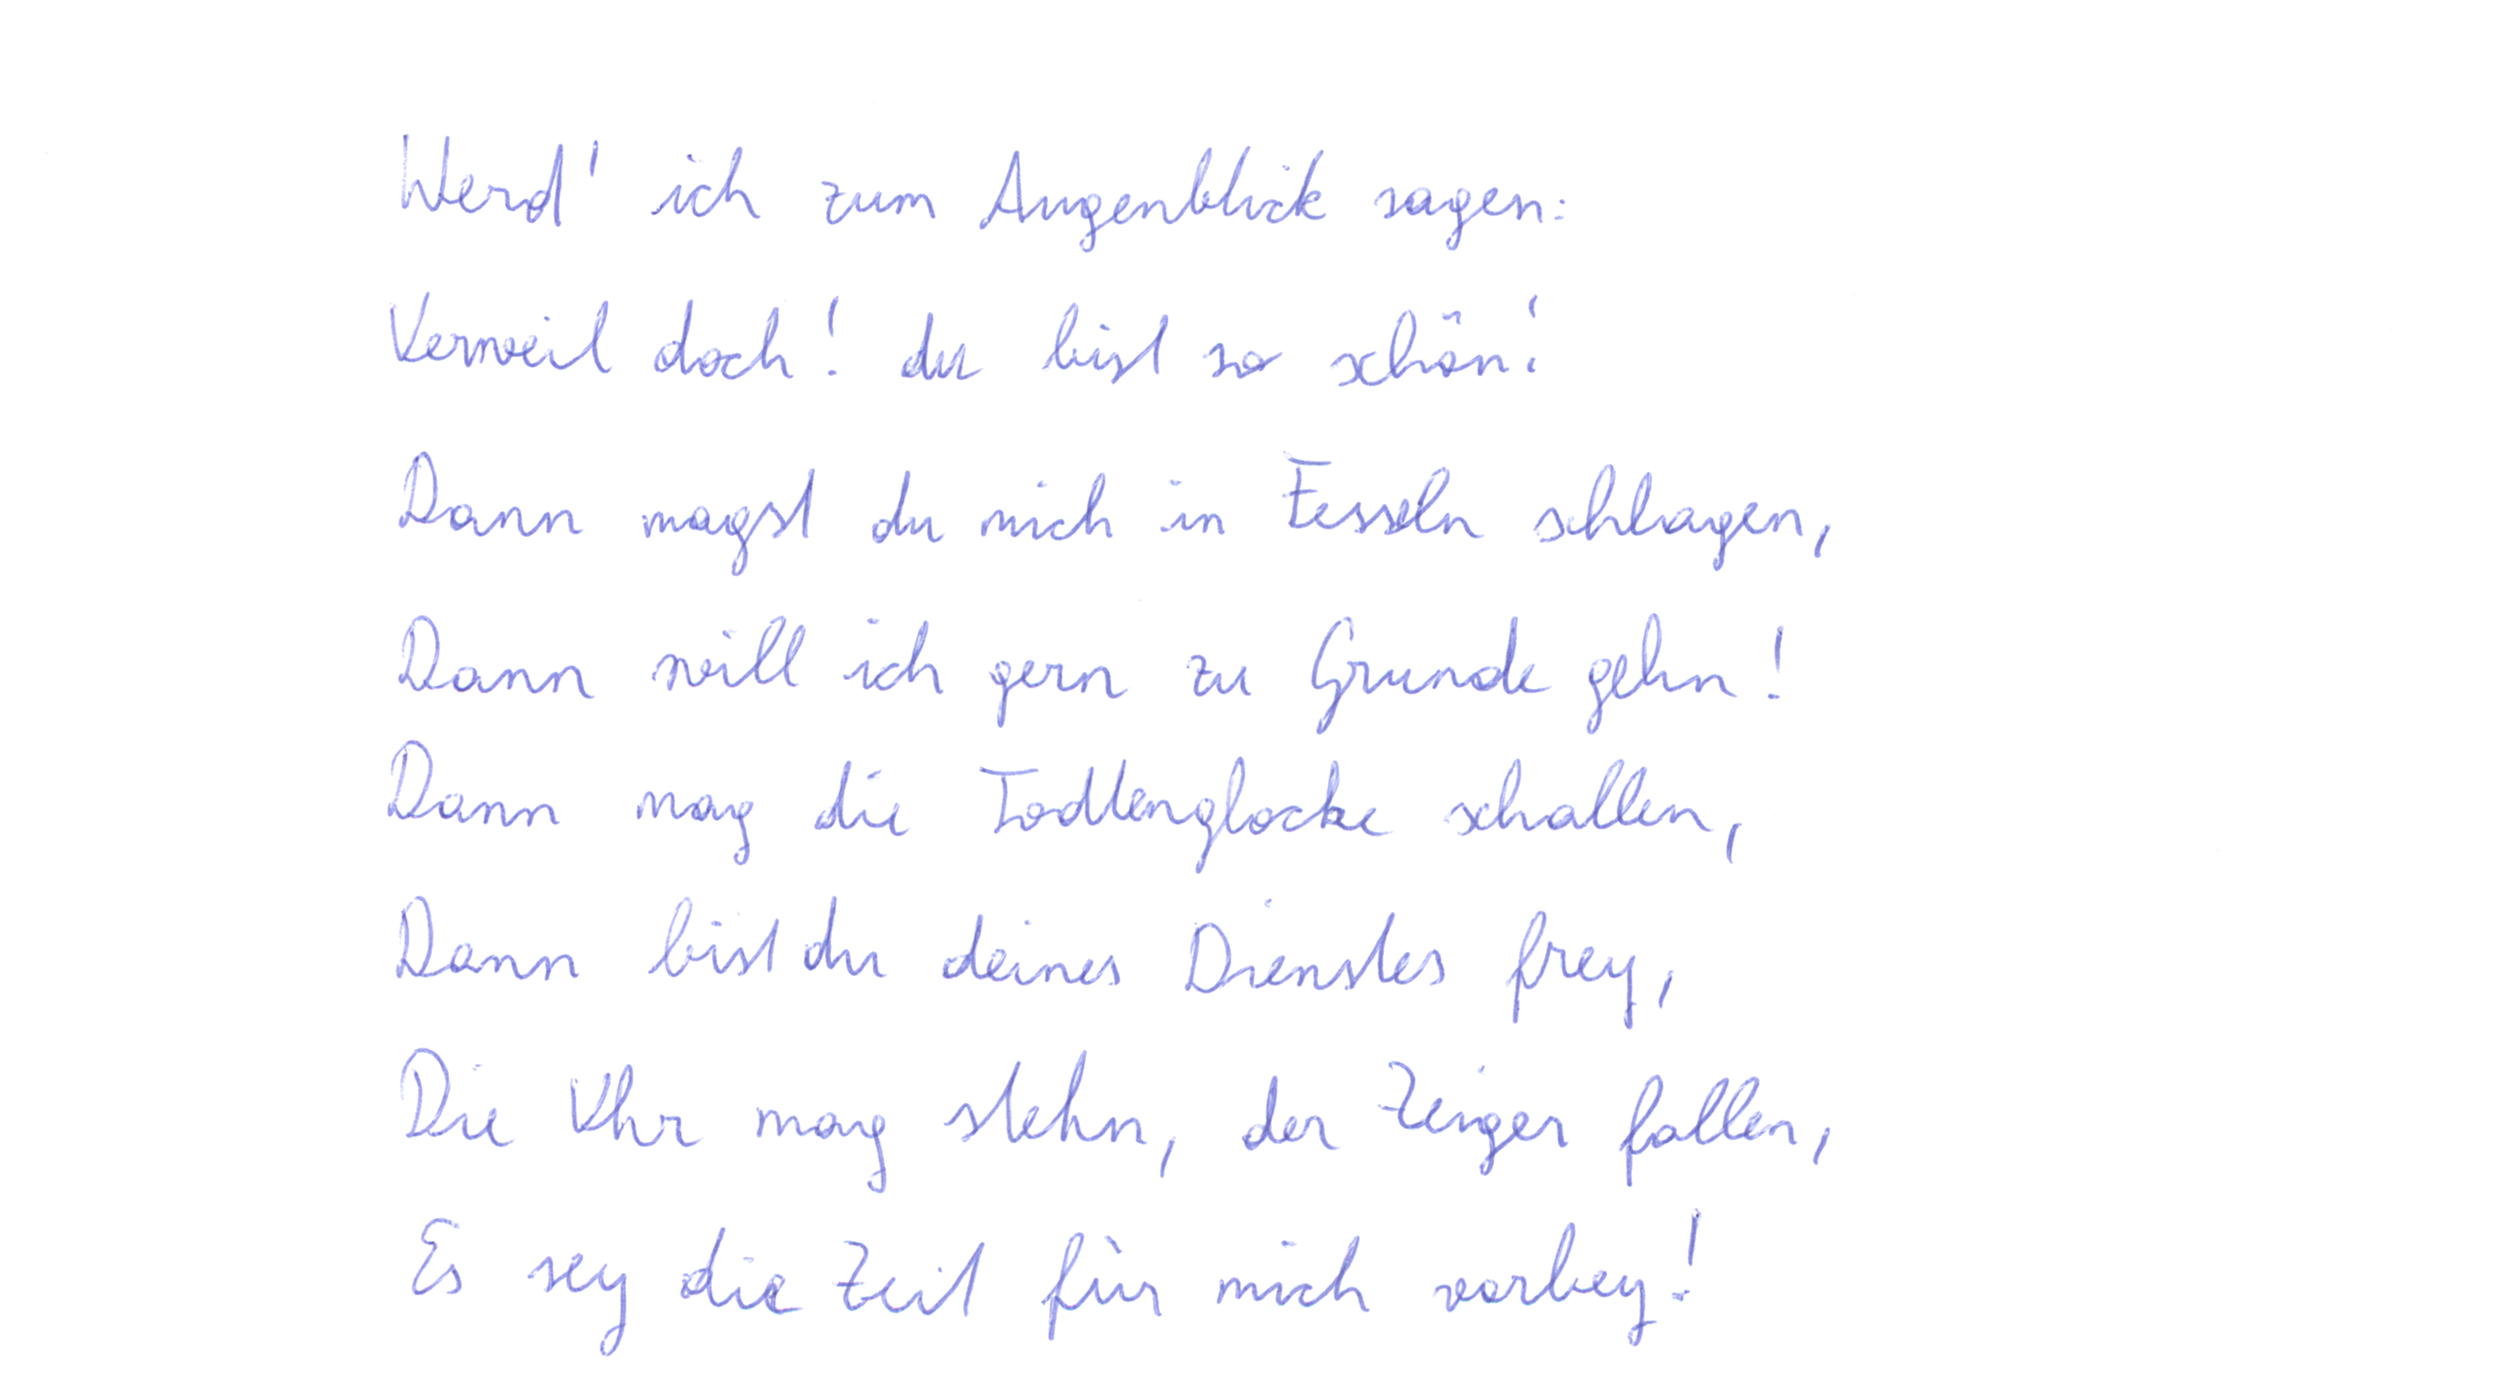 Werd' ich zum Augenblick sagen:
Verweil doch! du bist so schön!
Dann magst du mich in Fesseln schlagen,
Dann will ich gern zu Grunde gehn!
Dann mag die Todtenglocke schallen,
Dann bist du deines Dienstes frey,
Die Uhr mag stehn, der Zeiger fallen,
Es sey die Zeit für mich vorbey!